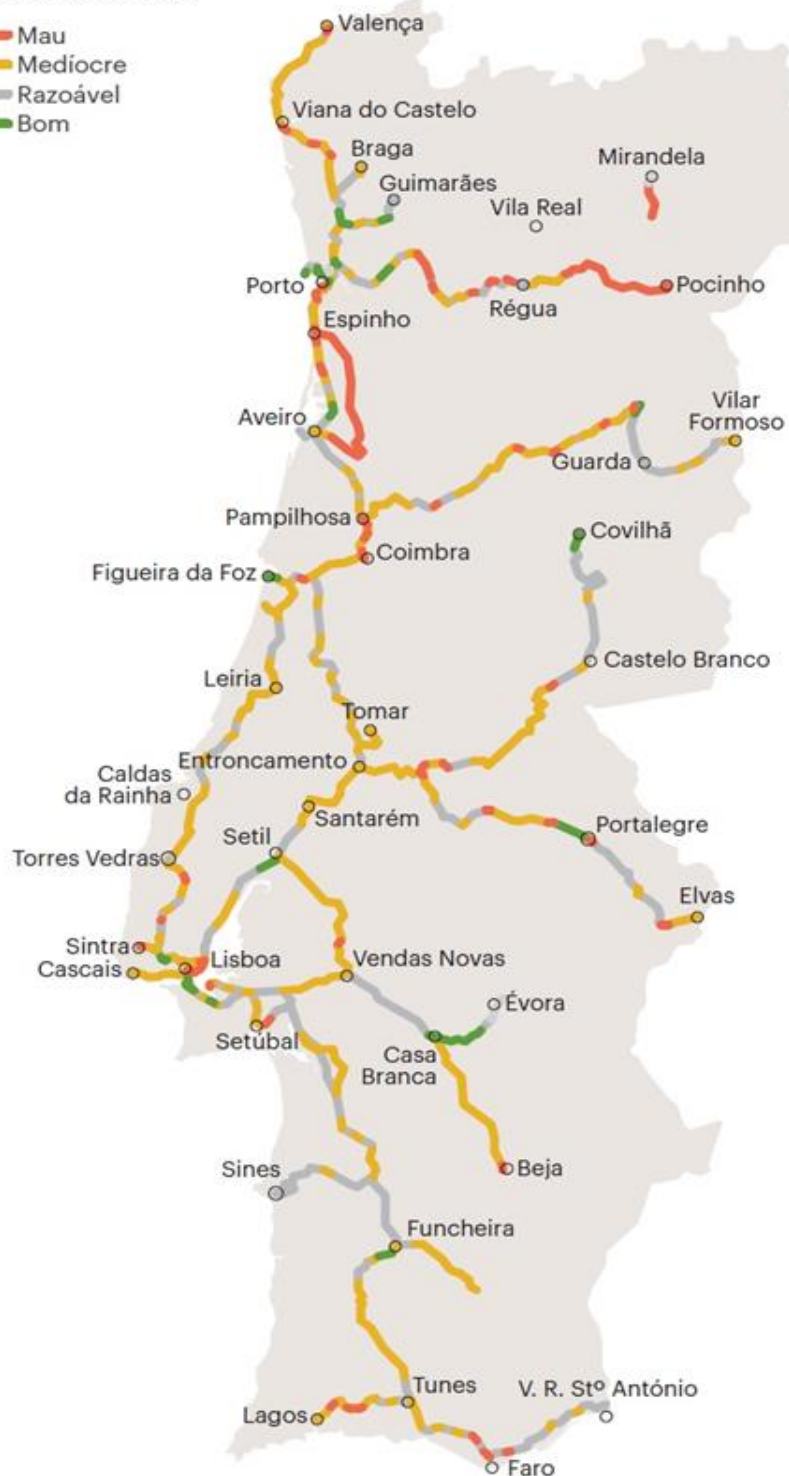 Mau
Medíocre
Razoável
Bom
Valença
Viana do Castelo
Braga
Guimarães
Mirandela
Vila Real
Porto
Régua
Pocinho
Espinho
Aveiro
Vilar
Formoso
Guarda
Pampilhosa
Coimbra
Covilhã
Figueira da Foz
Castelo Branco
Leiria
Tomar
Entroncamento
Caldas
da Rainha
Santarém
Setil
Portalegre
Torres Vedras
Elvas
Sintra
Lisboa
Vendas Novas
Cascais
Évora
Setúbal
Casa
Branca
Sines
Beja
Funcheira
Tunes
V. R. Stº António
Lagos
Faro